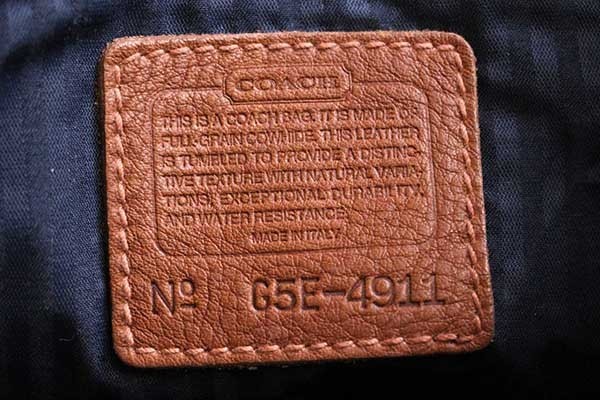 COACH
THIS IS A COACH BAG. IT IS MADE OF
FULL-GRAIN COWHIDE. THIS LEATHER
IS TUMBLED TO PROVIDE A DISTINC-
TIVE TEXTURE WITH NATURAL VARIA-
TIONS, EXCEPTIONAL DURABILITY,
AND WATER RESISTANCE.
MADE IN ITALY
Nº G5E-4911